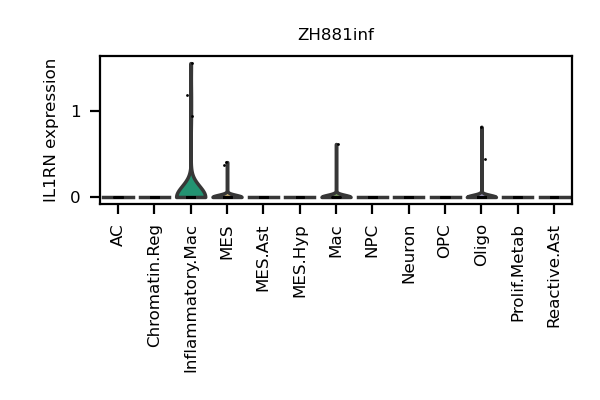 ZH881inf
IL1RN expression
1
0
AC
Chromatin.Reg
Inflammatory.Mac
MES
MES.Ast
MES.Hyp
Mac
NPC
Neuron
OPC
Oligo
Prolif.Metab
Reactive.Ast